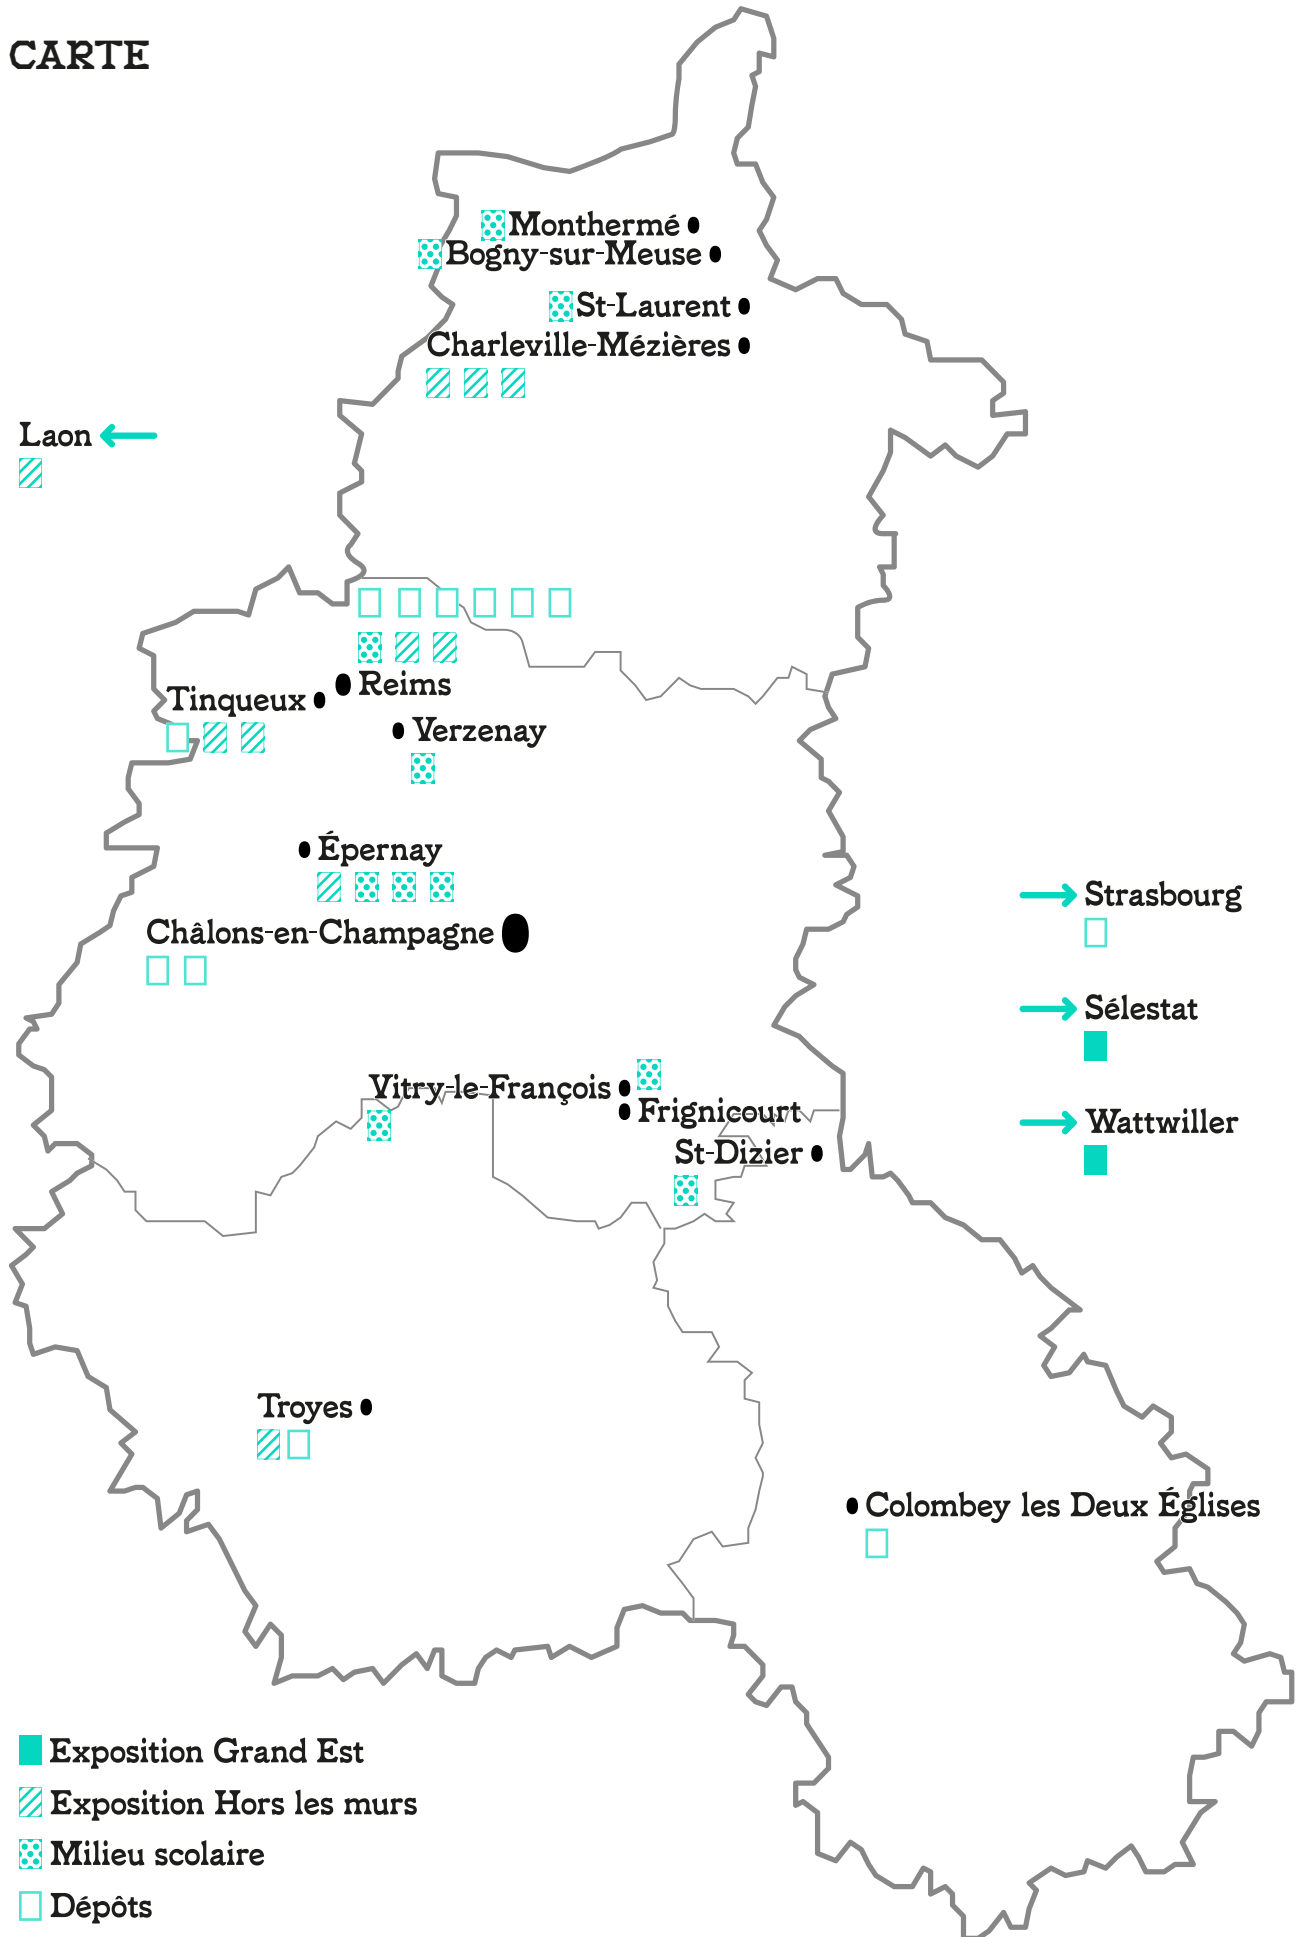 CARTE
Monthermé
Bogny-sur-Meuse
St-Laurent
Charleville-Mézières
Laon
Reims
Tinqueux
Verzenay
Épernay
Châlons-en-Champagne
Strasbourg
Sélestat
Vitry-le-François
Frignicourt
Wattwiller
St-Dizier
Troyes
Colombey les Deux Églises
Exposition Grand Est
Exposition Hors les murs
Milieu scolaire
Dépôts